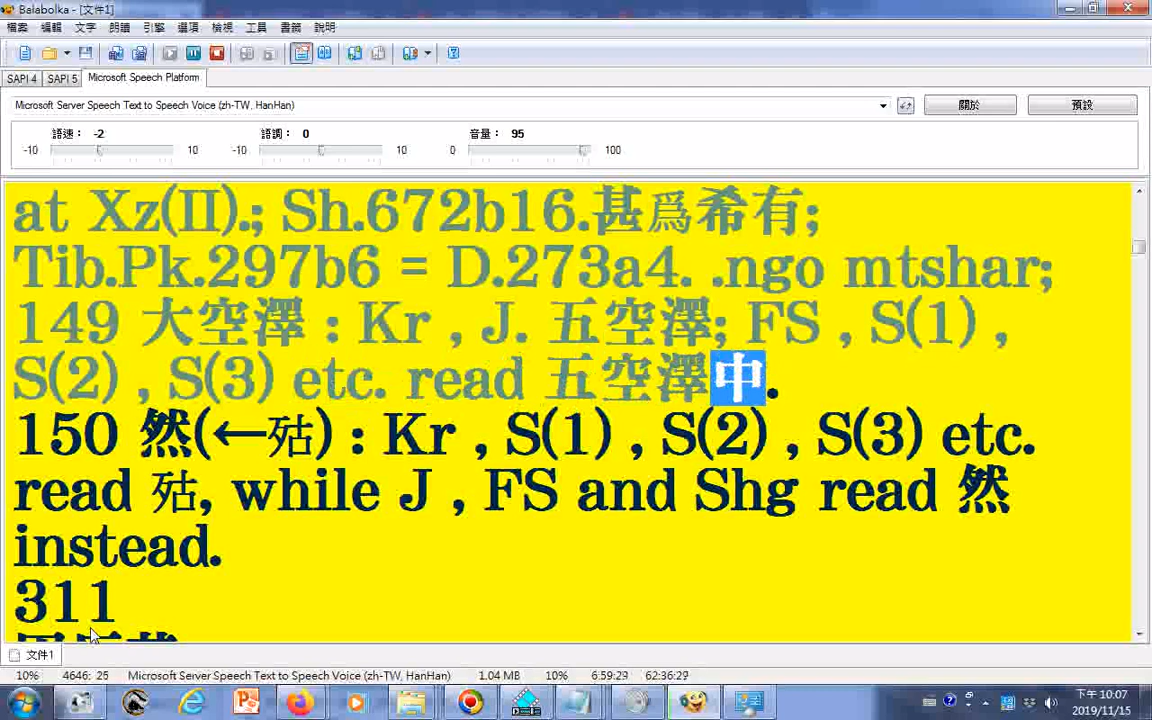 Balabolka - [文件1]
檔案 編輯 文字 朗讀 引擎 選項 檢視 工具 書籤 說明
SAPI 4 SAPI 5 Microsoft Speech Platform
Microsoft Server Speech Text to Speech Voice (zh-TW, HanHan) 關於 預設
語速： -2 語調： 0 音量： 95
-10 10 -10 10 0 100
at Xz(II).; Sh.672b16.甚爲希有;
Tib.Pk.297b6 = D.273a4. .ngo mtshar;
149 大空澤 : Kr , J. 五空澤; FS , S(1) ,
S(2) , S(3) etc. read 五空澤中.
150 然(←㱠) : Kr , S(1) , S(2) , S(3) etc.
read 㱠, while J , FS and Shg read 然
instead.
311
文件1
10% 4646: 25 Microsoft Server Speech Text to Speech Voice (zh-TW, HanHan) 1.04 MB 10% 6:59:29 62:36:29
下午 10:07
2019/11/15